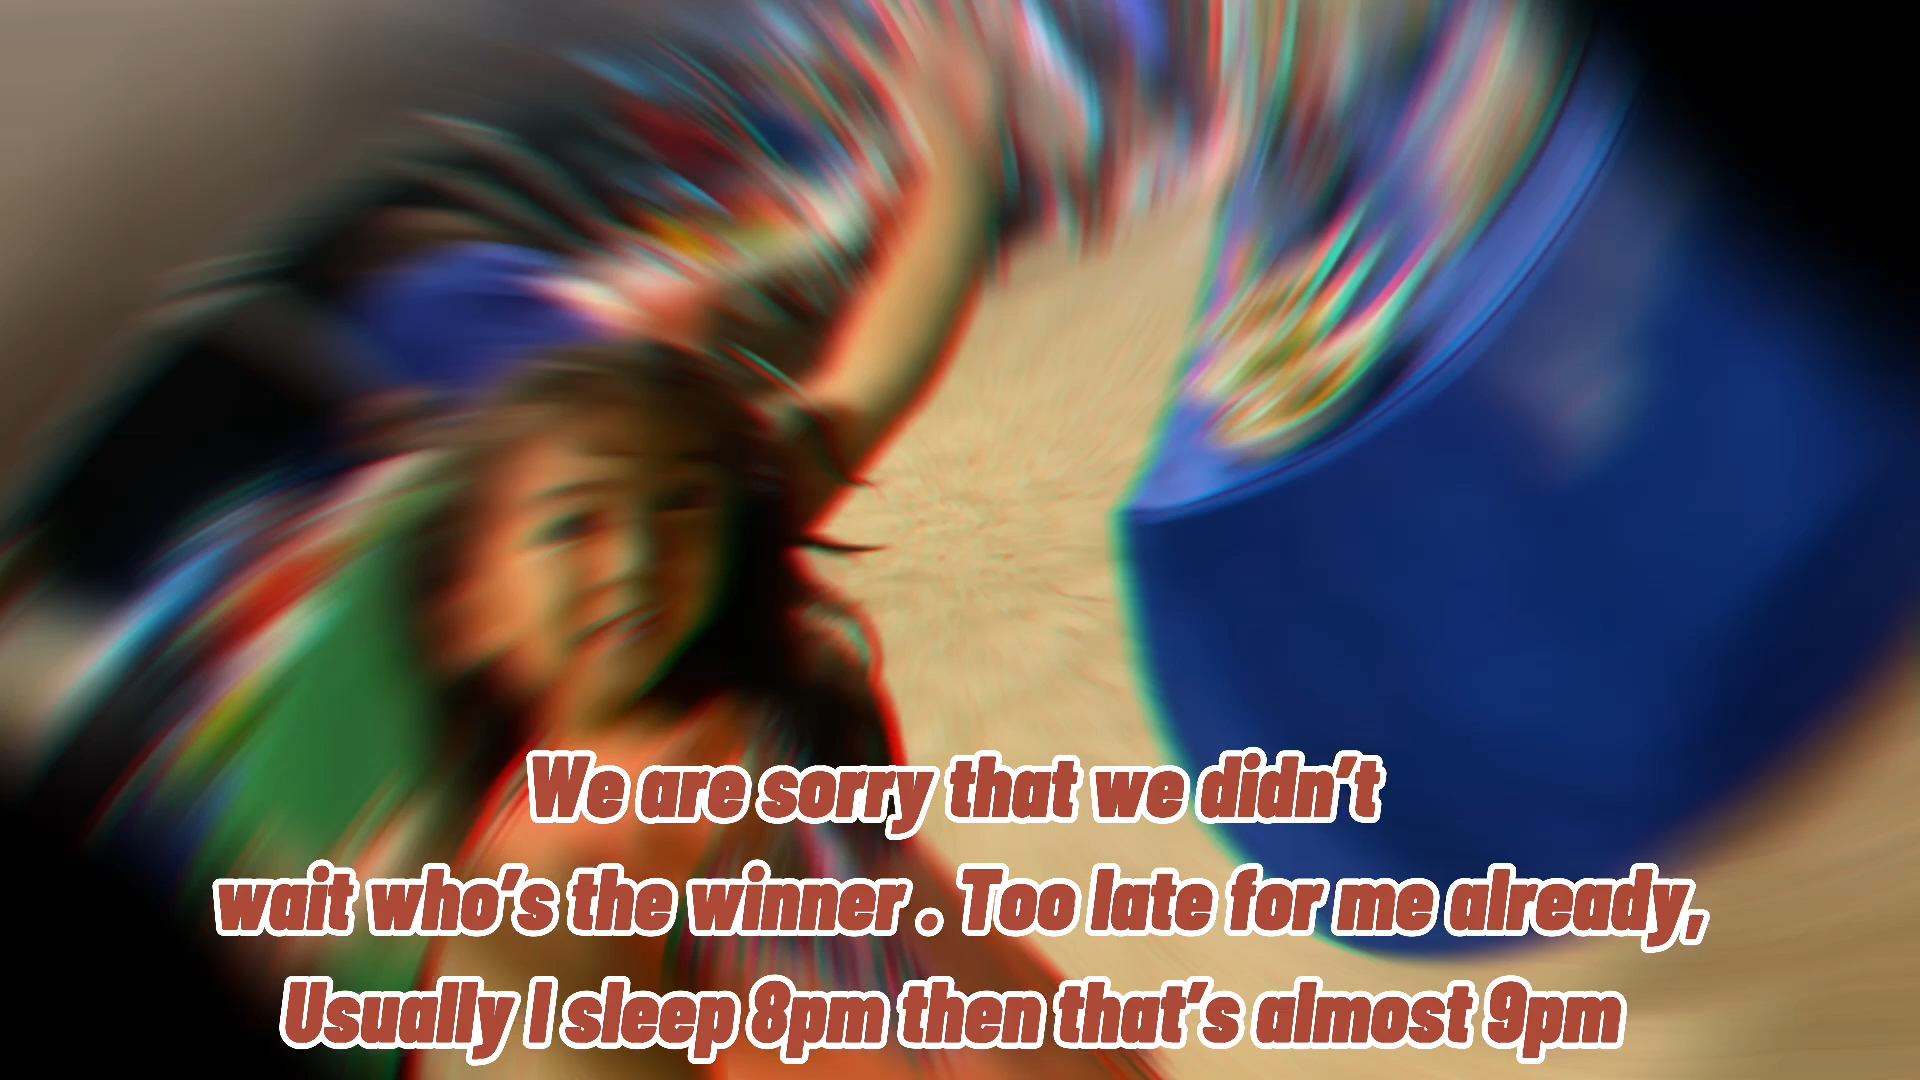 We are sorry that we didn't
wait who's the winner . Too late for me already,
Usually I sleep 8pm then that's almost 9pm